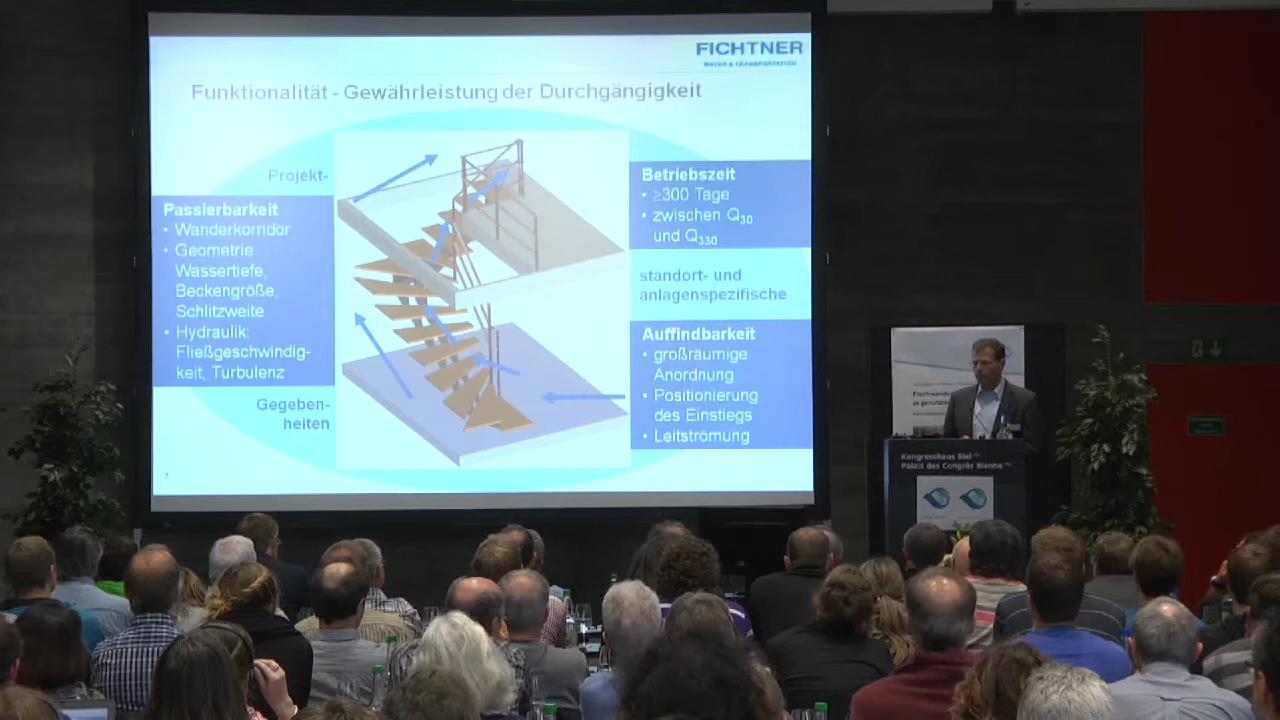 FICHTNER
WATER & TRANSPORTATION
Funktionalität - Gewährleistung der Durchgängigkeit
Projekt-
Passierbarkeit
• Wanderkorridor
• Geometrie
Wassertiefe,
Beckengröße,
Schlitzweite
• Hydraulik:
Fließgeschwindig-
keit, Turbulenz
Gegeben-
heiten
7
Betriebszeit
• ≥300 Tage
• zwischen Q30
und Q330
standort- und
anlagenspezifische
Auffindbarkeit
• großräumige
Anordnung
• Positionierung
des Einstiegs
• Leitströmung
Kongresshaus Biel
Palais des Congrès Bienne